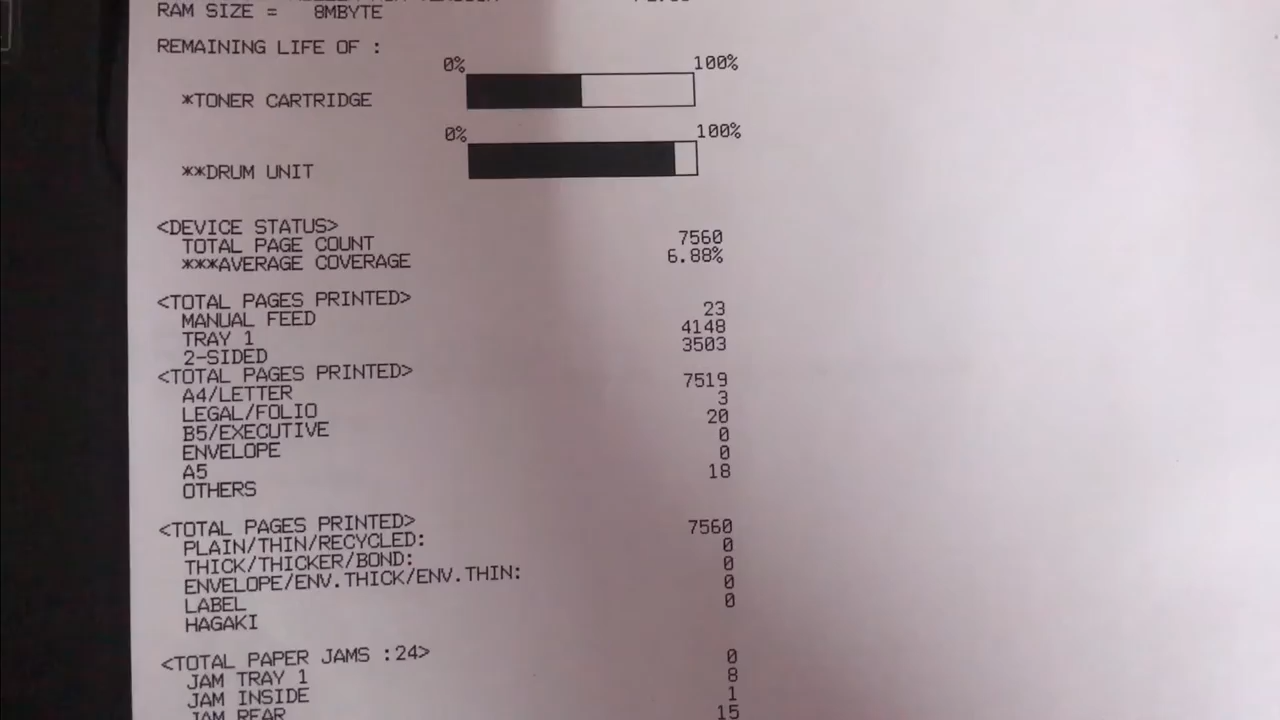 RAM SIZE = 8MBYTE
REMAINING LIFE OF :
0% 100%
*TONER CARTRIDGE
0% 100%
**DRUM UNIT
<DEVICE STATUS>
TOTAL PAGE COUNT 7560
***AVERAGE COVERAGE 6.88%
<TOTAL PAGES PRINTED>
MANUAL FEED 23
TRAY 1 4148
2-SIDED 3503
<TOTAL PAGES PRINTED>
A4/LETTER 7519
LEGAL/FOLIO 3
B5/EXECUTIVE 20
ENVELOPE 0
A5 0
OTHERS 18
<TOTAL PAGES PRINTED>
PLAIN/THIN/RECYCLED: 7560
THICK/THICKER/BOND: 0
ENVELOPE/ENV.THICK/ENV.THIN: 0
LABEL 0
HAGAKI 0
<TOTAL PAPER JAMS :24>
JAM TRAY 1 0
JAM INSIDE 8
JAM REAR 1
15